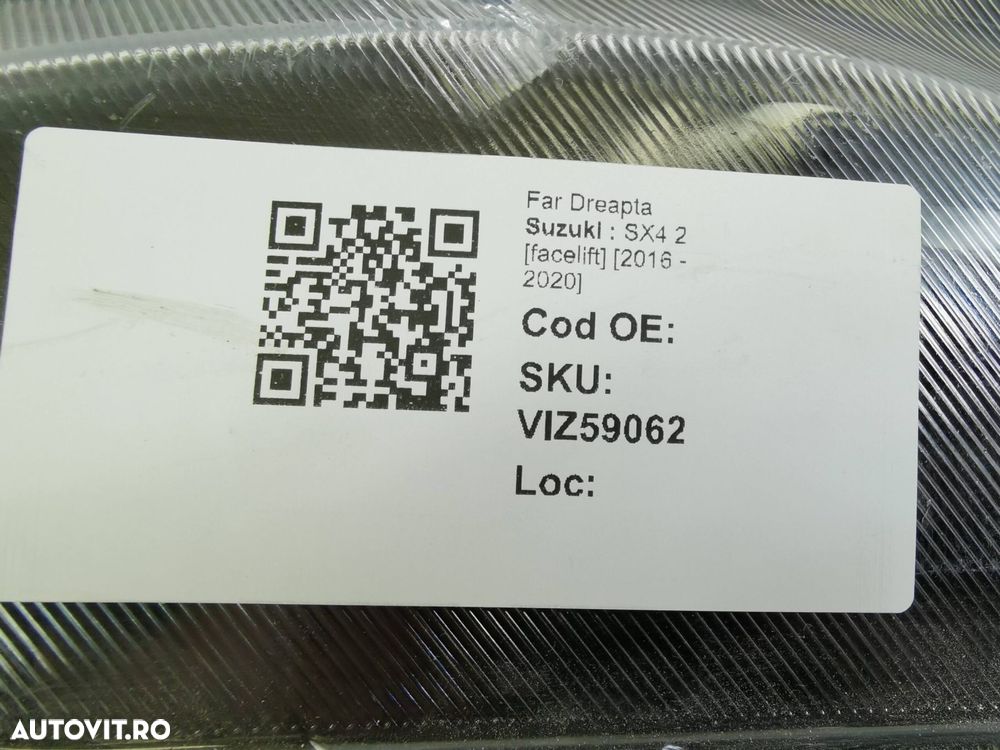 Far Dreapta
Suzuki : SX4 2
[facelift] [2016 -
2020]
Cod OE:
SKU:
VIZ59062
Loc:
AUTOVIT.RO